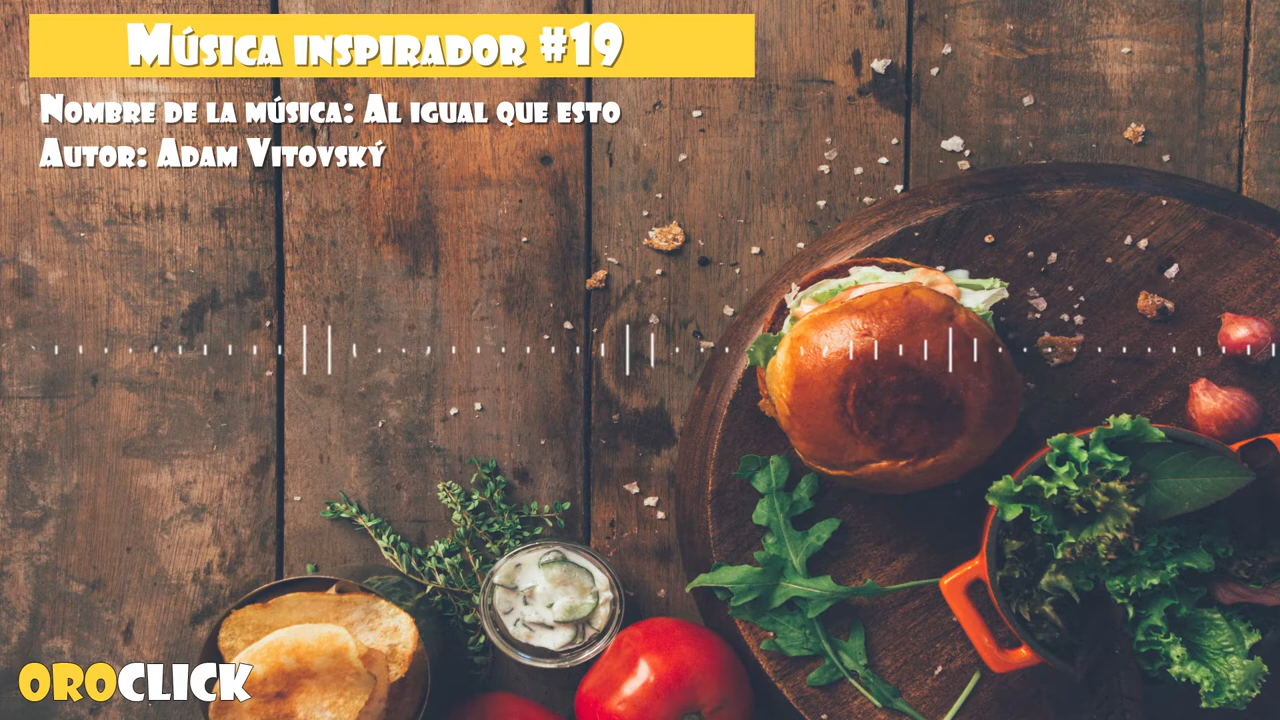 Música inspirador #19
Nombre de la música: Al igual que esto
Autor: Adam Vitovský
OROCLICK